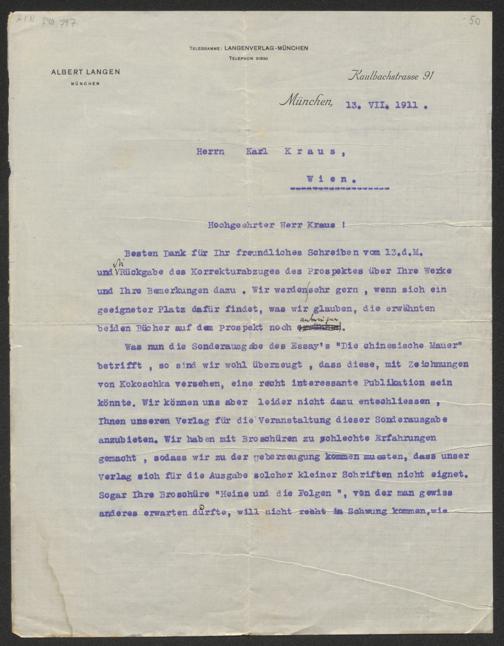 50
TELEGRAMME: LANGENVERLAG-MÜNCHEN
TELEPHON 31930
ALBERT LANGEN
MÜNCHEN
Kaulbachstrasse 91
München, 13. VII. 1911 .
Herrn Karl K r a u s ,
W i e n .
Hochgeehrter Herr Kraus !
Besten Dank für Ihr freundliches Schreiben vom 13.d.M.
und Rückgabe des Korrekturabzuges des Prospektes über Ihre Werke
und Ihre Bemerkungen dazu . Wir werden sehr gern , wenn sich ein
geeigneter Platz dafür findet, was wir glauben, die erwähnten
beiden Bücher auf dem Prospekt noch anbringen.
Was nun die Sonderausgabe des Essay's "Die chinesische Mauer"
betrifft , so sind wir wohl überzeugt , dass diese, mit Zeichnungen
von Kokoschka versehen, eine recht interessante Publikation sein
könnte. Wir können uns aber leider nicht dazu entschliessen ,
Ihnen unseren Verlag für die Veranstaltung dieser Sonderausgabe
anzubieten. Wir haben mit Broschüren zu schlechte Erfahrungen
gemacht , sodass wir zu der Ueberzeugung kommen mussten, dass unser
Verlag sich für die Ausgabe solcher kleiner Schriften nicht eignet.
Sogar Ihre Broschüre "Heine und die Folgen ", von der man gewiss
anderes erwarten dürfte, will nicht recht in Schwung kommen,wie